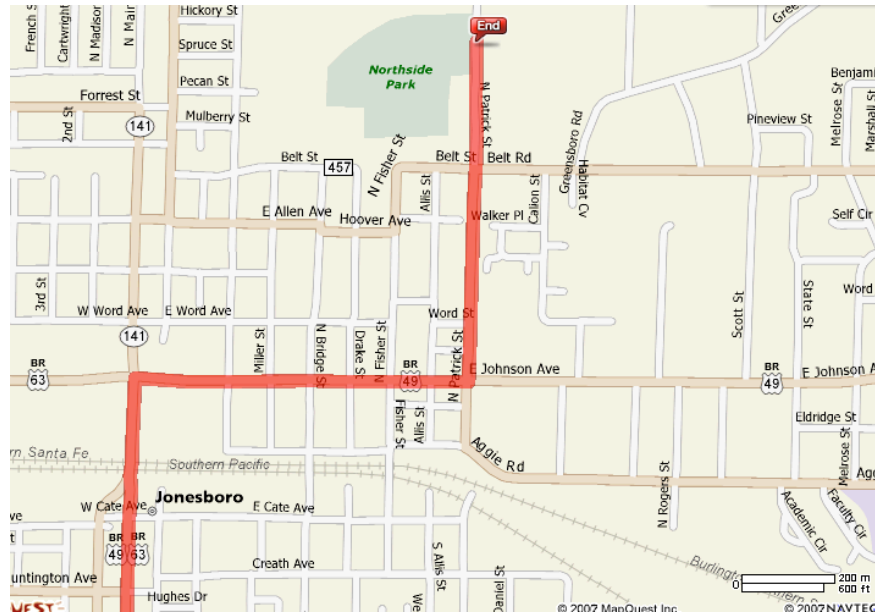 French St
Cartwright
N Madison
N Main
Hickory St
Spruce St
Pecan St
Forrest St
141
Mulberry St
2nd St
Northside
Park
End
N Patrick St
Greensboro Rd
Habitat Cv
Pineview St
Melrose St
Benjami
Marshall St
Belt St
457
N Fisher St
Belt St
Belt Rd
Allis St
E Allen Ave
Hoover Ave
Walker Pl
Calion St
Self Cir
3rd St
W Word Ave
E Word Ave
141
Miller St
N Bridge St
Drake St
N Fisher St
Word St
N Patrick St
Scott St
State St
Word
BR
63
BR
49
E Johnson Ave
BR
49
E Johnson A
Fisher St
Allis St
Eldridge St
Melrose St
rn Santa Fe
Southern Pacific
Aggie Rd
N Rogers St
Agg
Academic Cir
Faculty Cir
W Cate Ave
Jonesboro
E Cate Ave
BR
49
BR
63
S Allis St
Creath Ave
untington Ave
Hughes Dr
Daniel St
Burlington
0
200 m
600 ft
© 2007 MapQuest Inc
© 2007 NAVTEQ